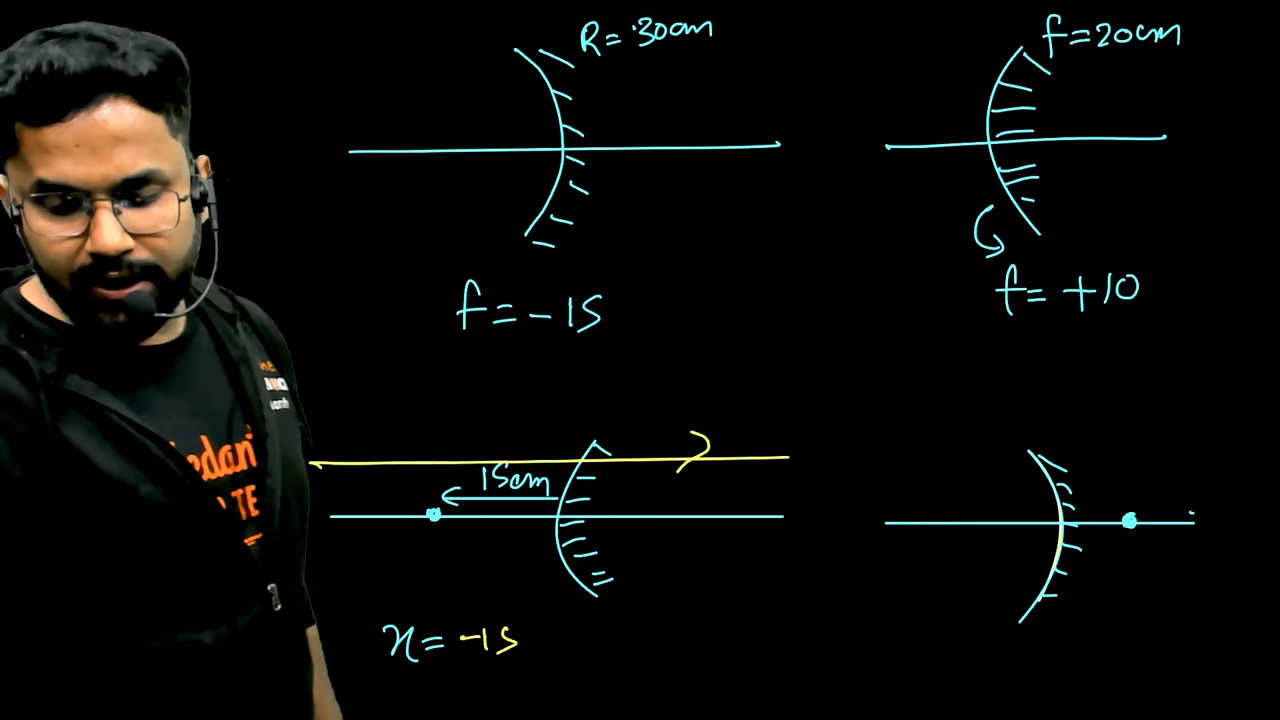 R = 30cm
f = 20cm
f = -15
f = +10
15cm
x = -15